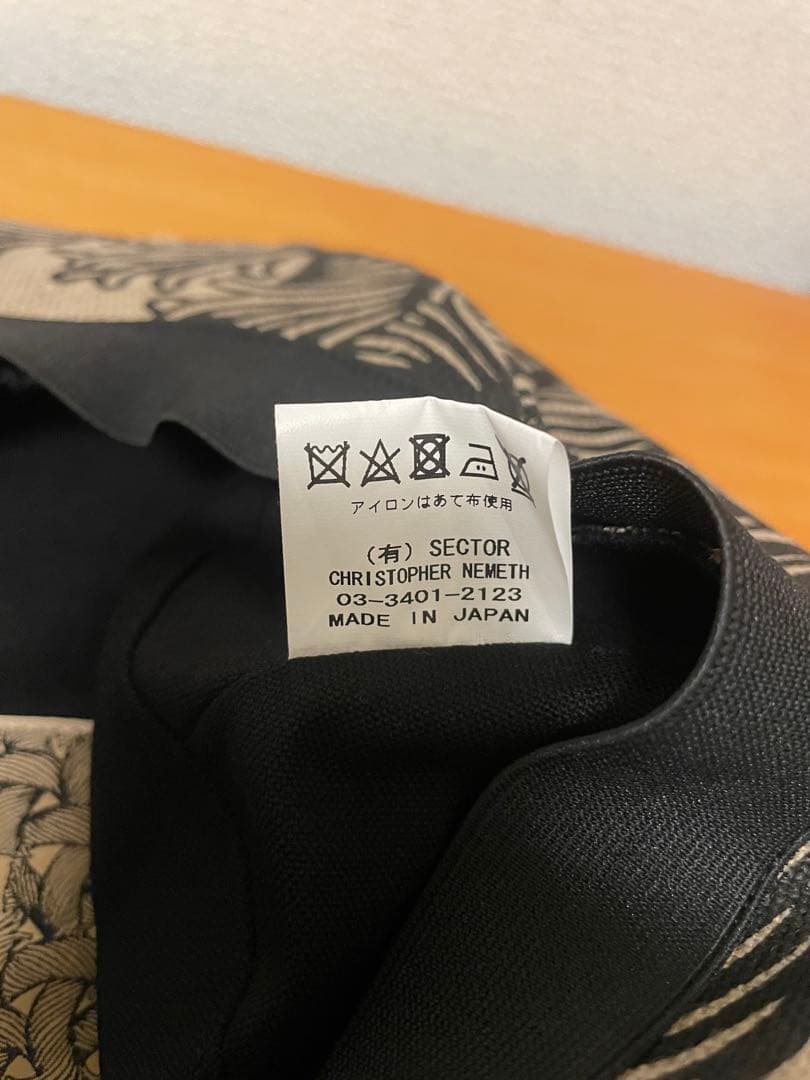 アイロンはあて布使用
(有) SECTOR
CHRISTOPHER NEMETH
03-3401-2123
MADE IN JAPAN